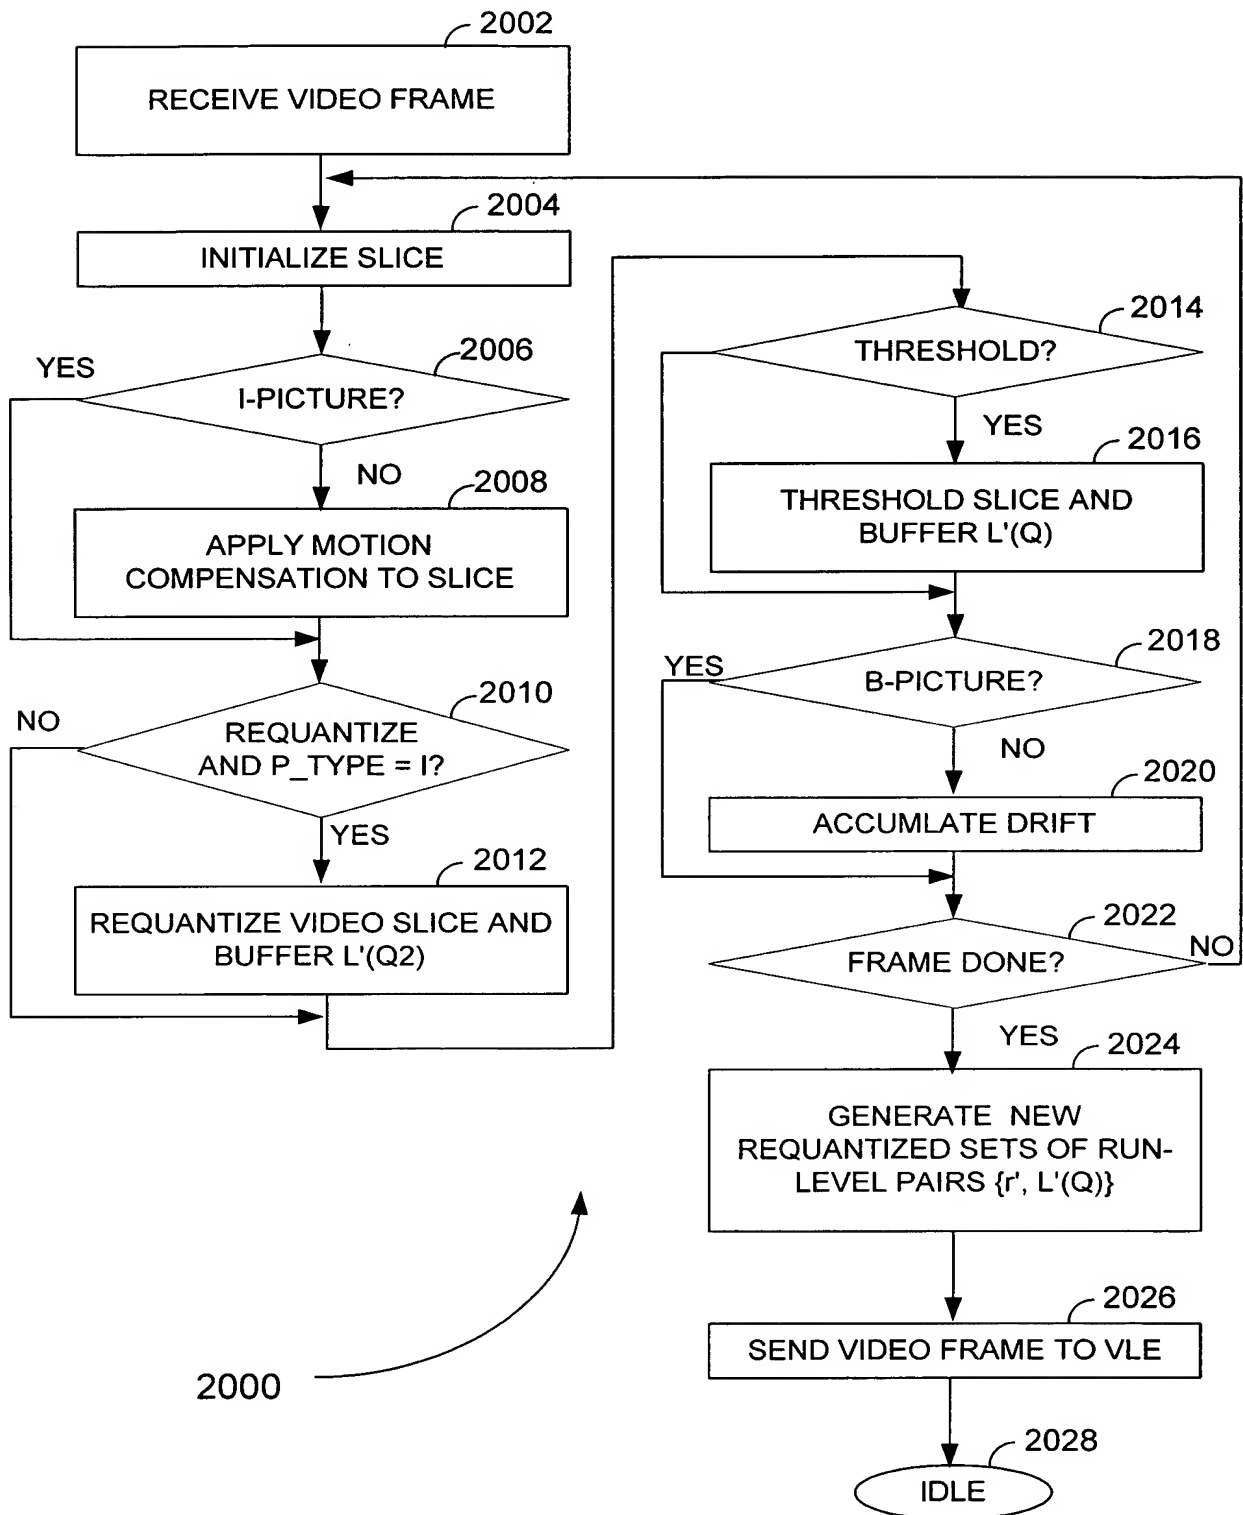 2002
RECEIVE VIDEO FRAME
2004
INITIALIZE SLICE
2006
YES
I-PICTURE?
NO
2008
APPLY MOTION
COMPENSATION TO SLICE
2010
NO
REQUANTIZE
AND P_TYPE = I?
YES
2012
REQUANTIZE VIDEO SLICE AND
BUFFER L'(Q2)
2014
THRESHOLD?
YES
2016
THRESHOLD SLICE AND
BUFFER L'(Q)
2018
YES
B-PICTURE?
NO
2020
ACCUMLATE DRIFT
2022
NO
FRAME DONE?
YES
2024
GENERATE NEW
REQUANTIZED SETS OF RUN-
LEVEL PAIRS {r', L'(Q)}
2026
SEND VIDEO FRAME TO VLE
2028
IDLE
2000